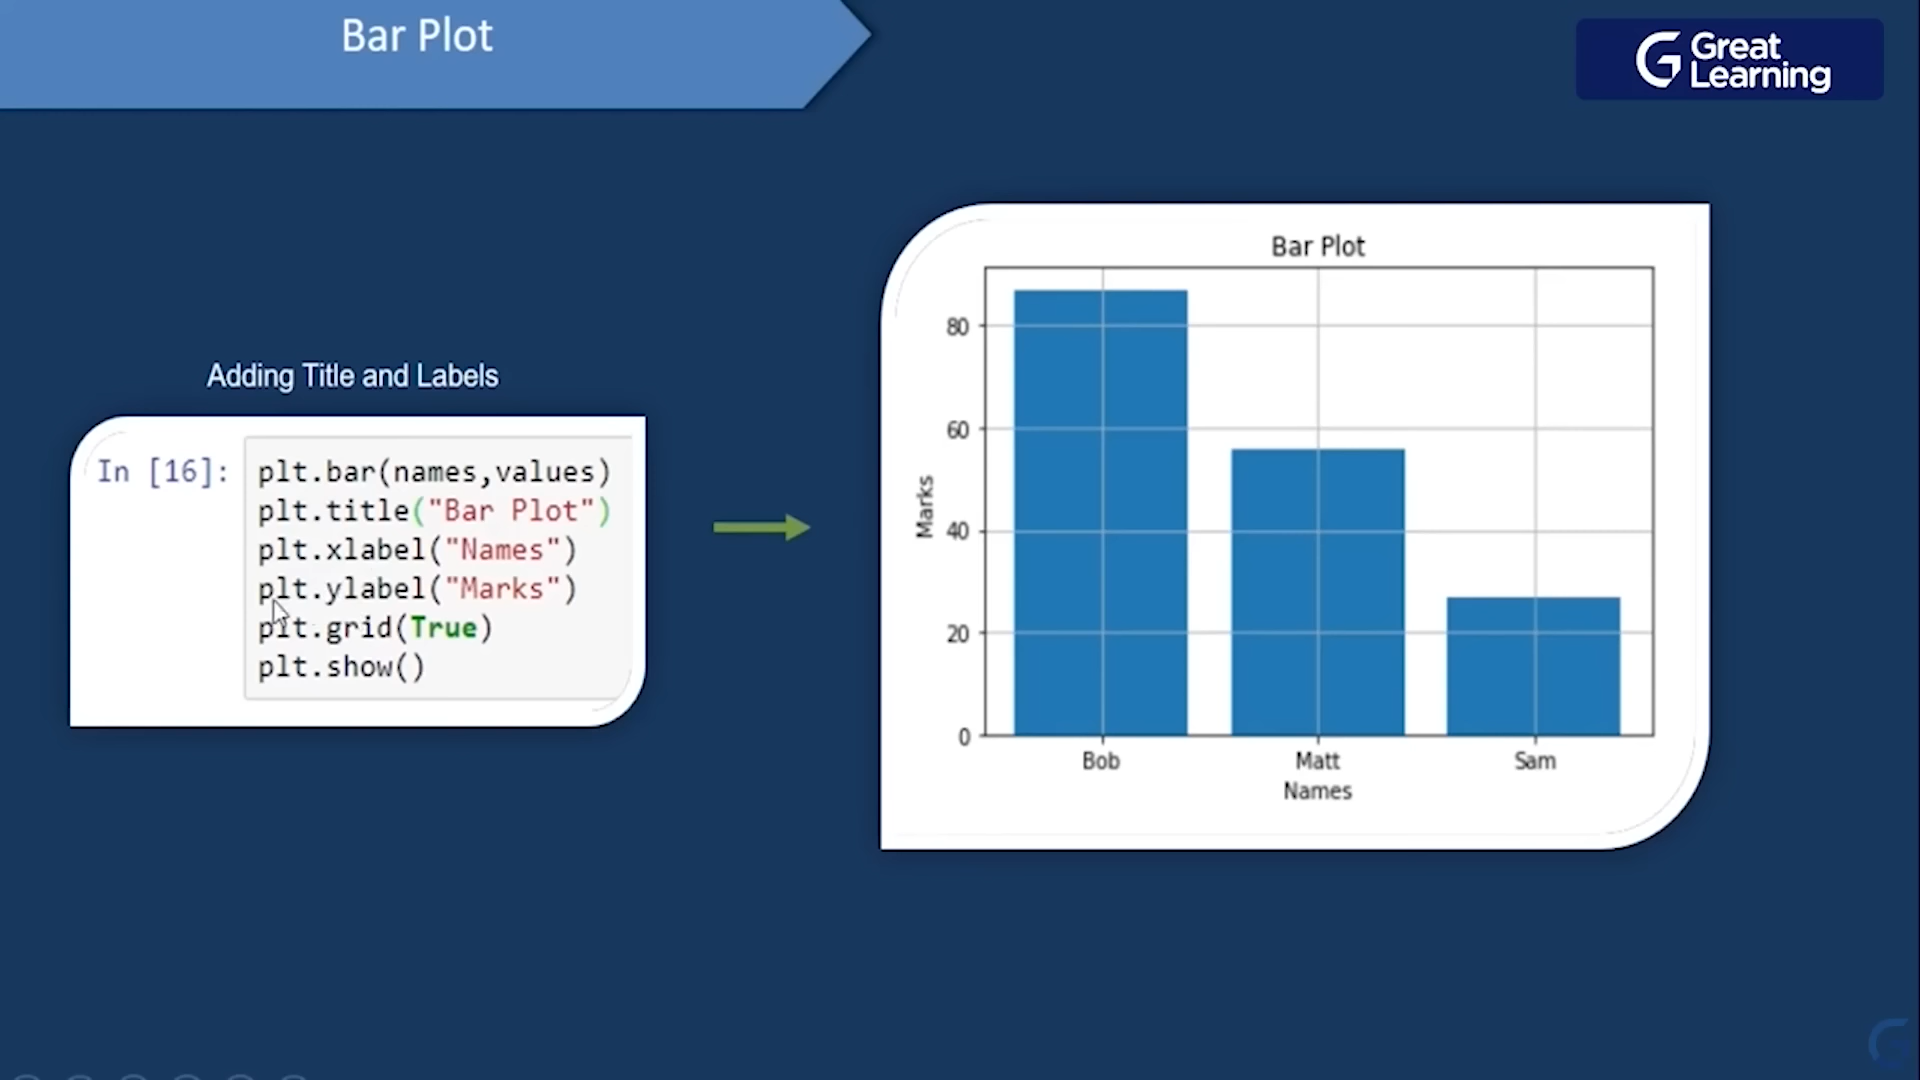 Bar Plot
Great
Learning
Adding Title and Labels
In [16]:
plt.bar(names,values)
plt.title("Bar Plot")
plt.xlabel("Names")
plt.ylabel("Marks")
plt.grid(True)
plt.show()
Bar Plot
Marks
80
60
40
20
0
Bob Matt Sam
Names